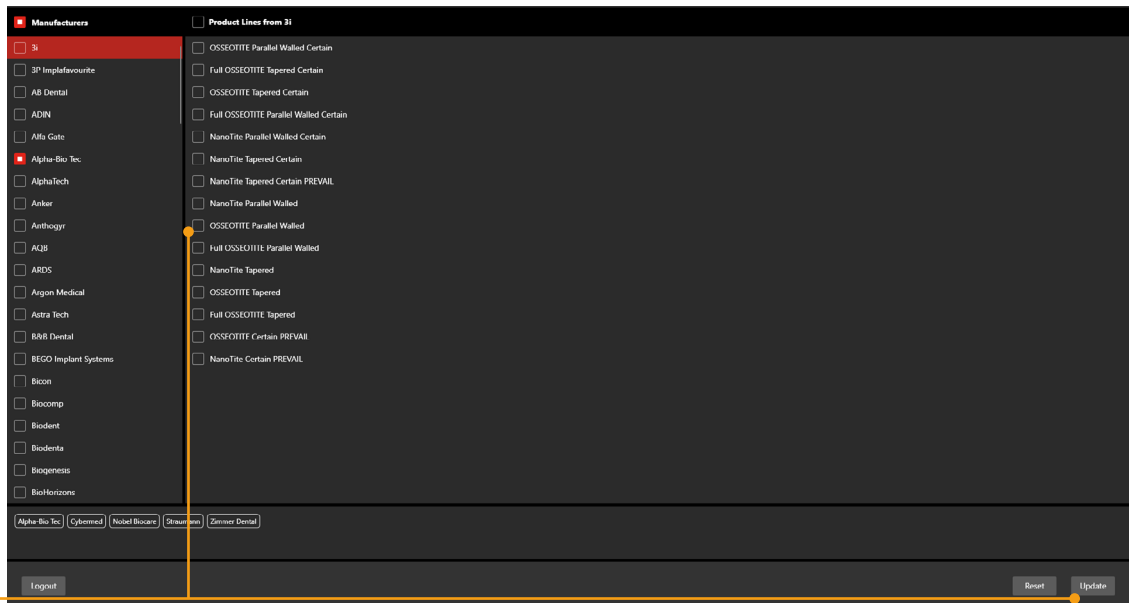 Manufacturers
Product Lines from 3i
3i
3P Implafavourite
AB Dental
ADIN
Alfa Gate
Alpha-Bio Tec
AlphaTech
Anker
Anthogyr
AQB
ARDS
Argon Medical
Astra Tech
B&B Dental
BEGO Implant Systems
Bicon
Biocomp
Biodent
Biodenta
Biogenesis
BioHorizons
OSSEOTITE Parallel Walled Certain
Full OSSEOTITE Tapered Certain
OSSEOTITE Tapered Certain
Full OSSEOTITE Parallel Walled Certain
NanoTite Parallel Walled Certain
NanoTite Tapered Certain
NanoTite Tapered Certain PREVAIL
NanoTite Parallel Walled
OSSEOTITE Parallel Walled
Full OSSEOTITE Parallel Walled
NanoTite Tapered
OSSEOTITE Tapered
Full OSSEOTITE Tapered
OSSEOTITE Certain PREVAIL
NanoTite Certain PREVAIL
Alpha-Bio Tec Cybermed Nobel Biocare Straumann Zimmer Dental
Logout Reset Update